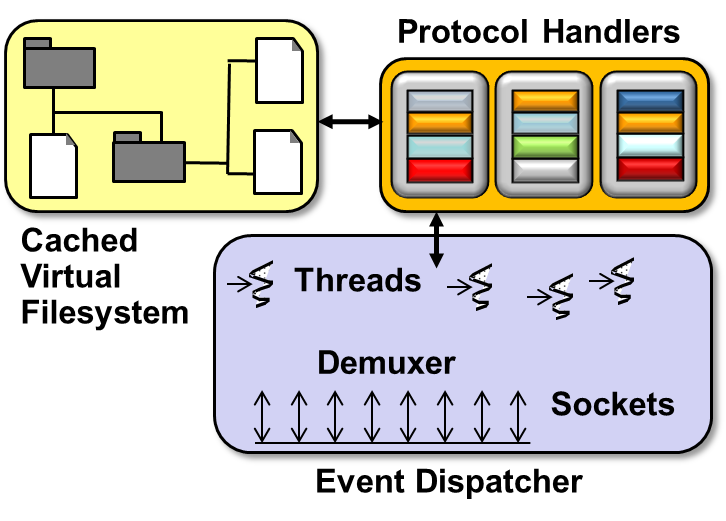 Protocol Handlers
Cached
Virtual
Filesystem
Threads
Demuxer
Sockets
Event Dispatcher